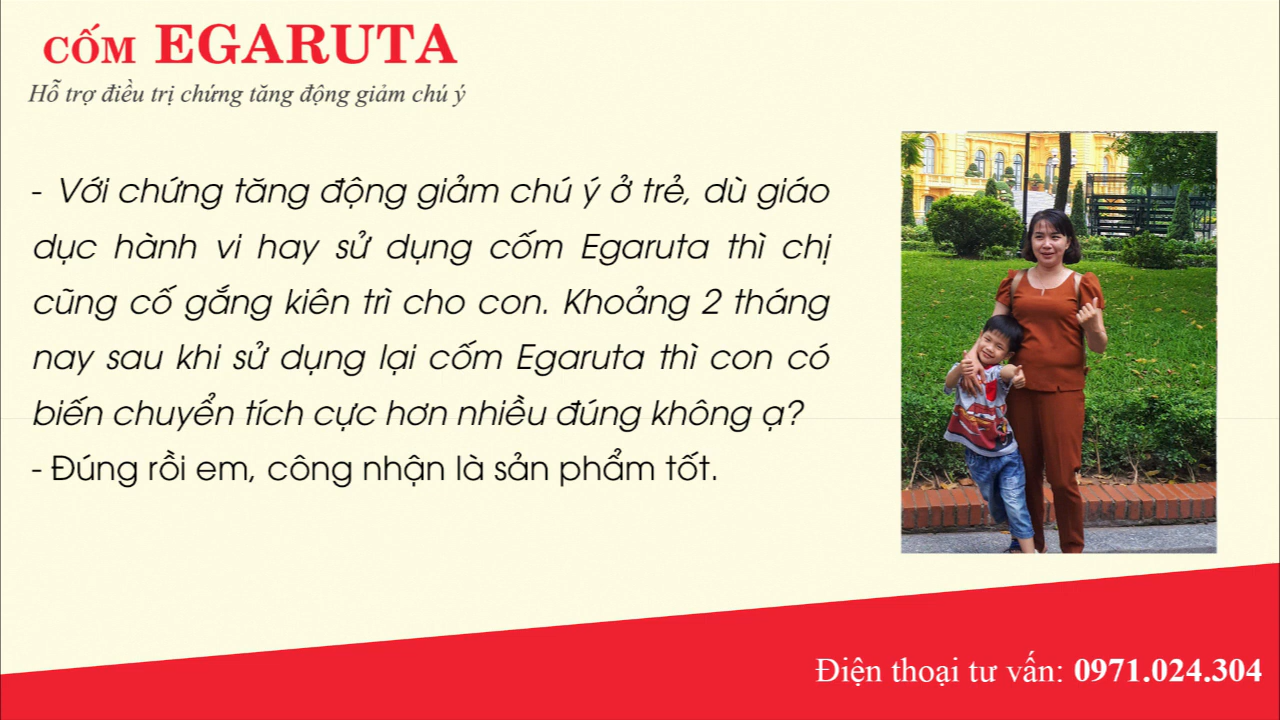 CỐM EGARUTA
Hỗ trợ điều trị chứng tăng động giảm chú ý
- Với chứng tăng động giảm chú ý ở trẻ, dù giáo
dục hành vi hay sử dụng cốm Egaruta thì chị
cũng cố gắng kiên trì cho con. Khoảng 2 tháng
nay sau khi sử dụng lại cốm Egaruta thì con có
biến chuyển tích cực hơn nhiều đúng không ạ?
- Đúng rồi em, công nhận là sản phẩm tốt.
Điện thoại tư vấn: 0971.024.304